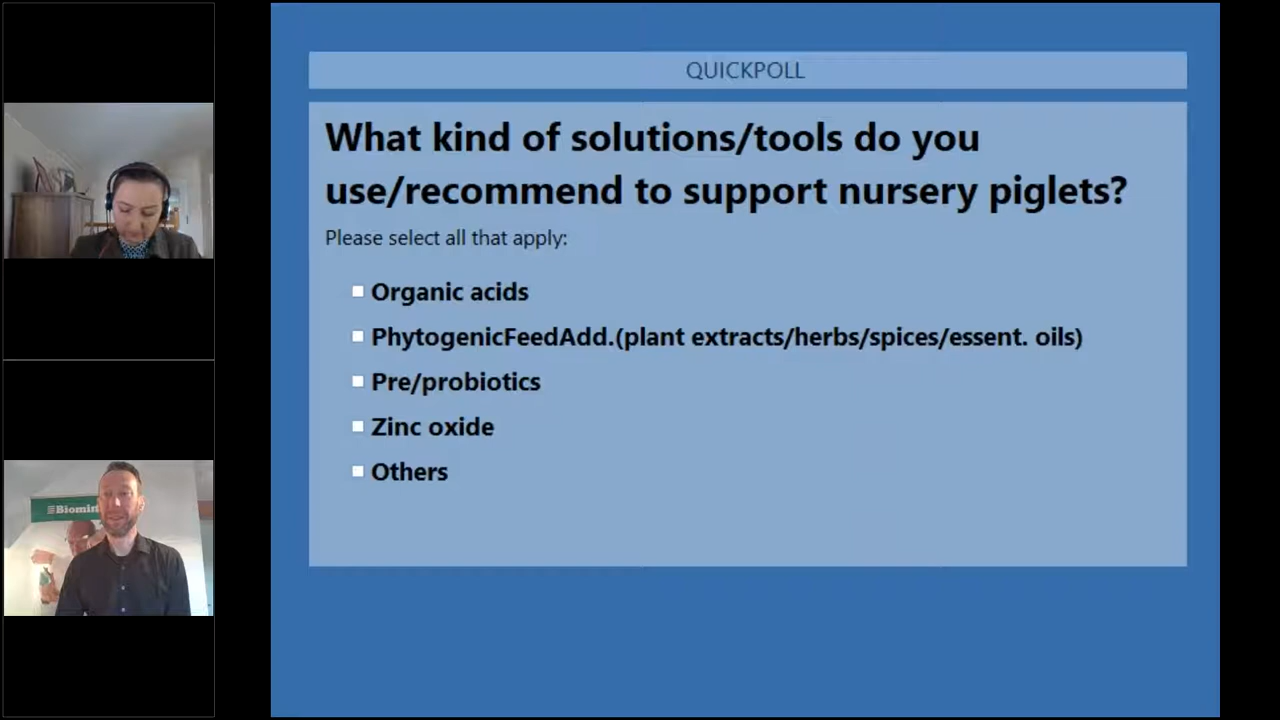 QUICKPOLL
What kind of solutions/tools do you
use/recommend to support nursery piglets?
Please select all that apply:
Organic acids
PhytogenicFeedAdd.(plant extracts/herbs/spices/essent. oils)
Pre/probiotics
Zinc oxide
Others